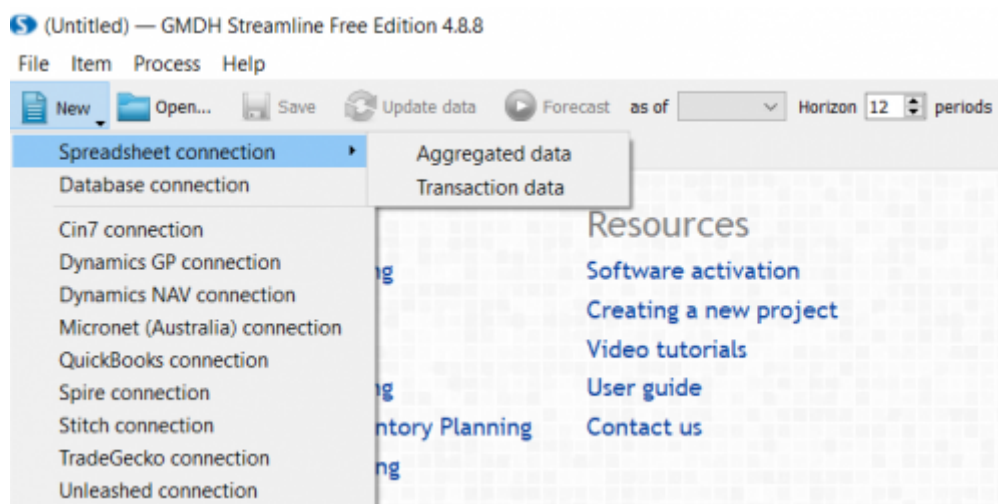 (Untitled) — GMDH Streamline Free Edition 4.8.8
File Item Process Help
New Open... Save Update data Forecast as of Horizon 12 periods
Spreadsheet connection
Aggregated data
Database connection
Transaction data
Cin7 connection
Dynamics GP connection
Dynamics NAV connection
Micronet (Australia) connection
QuickBooks connection
Spire connection
Stitch connection
TradeGecko connection
Unleashed connection
ng
ng
ntory Planning
ng
Resources
Software activation
Creating a new project
Video tutorials
User guide
Contact us